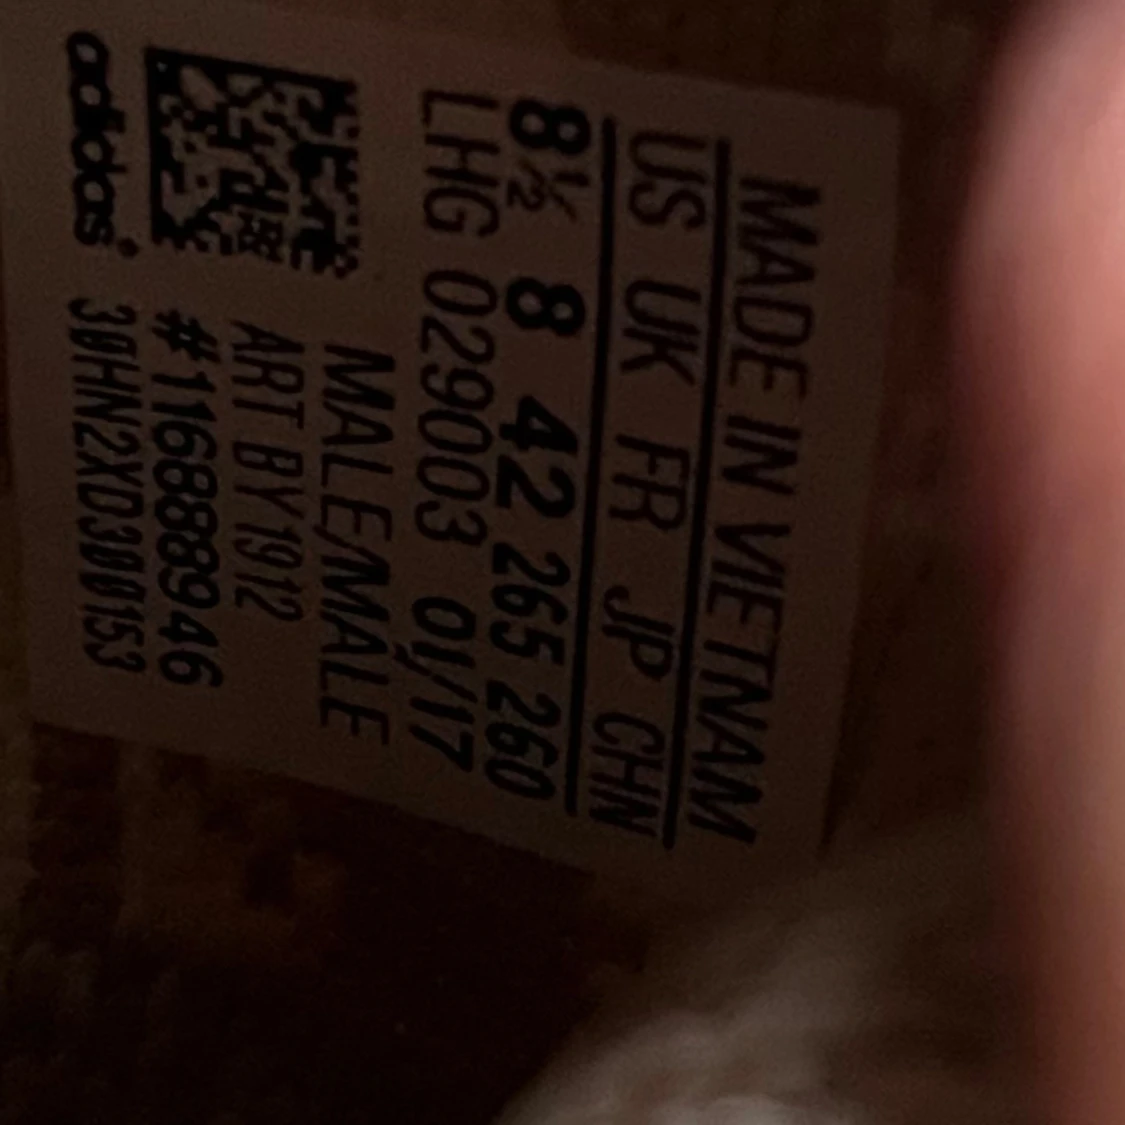 MADE IN VIETNAM
US UK FR JP CHN
8½ 8 42 265 260
LHG 029003 01/17
MALE/MALE
ART BY1912
#116888946
adidas